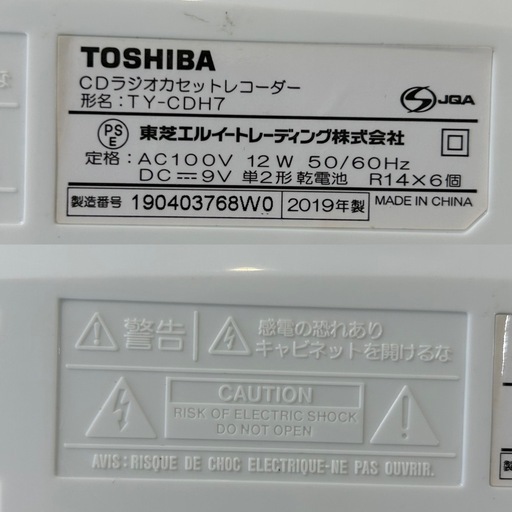 TOSHIBA
CDラジオカセットレコーダー
形名：TY-CDH7
JQA
PS
E
東芝エルイートレーディング株式会社
定格：AC100V 12W 50/60Hz
DC⎓9V 単2形 乾電池 R14×6個
製造番号 190403768W0 2019年製 MADE IN CHINA
警告
感電の恐れあり
キャビネットを開けるな
CAUTION
RISK OF ELECTRIC SHOCK
DO NOT OPEN
AVIS：RISQUE DE CHOC ELECTRIQUE-NE PAS OUVRIR.